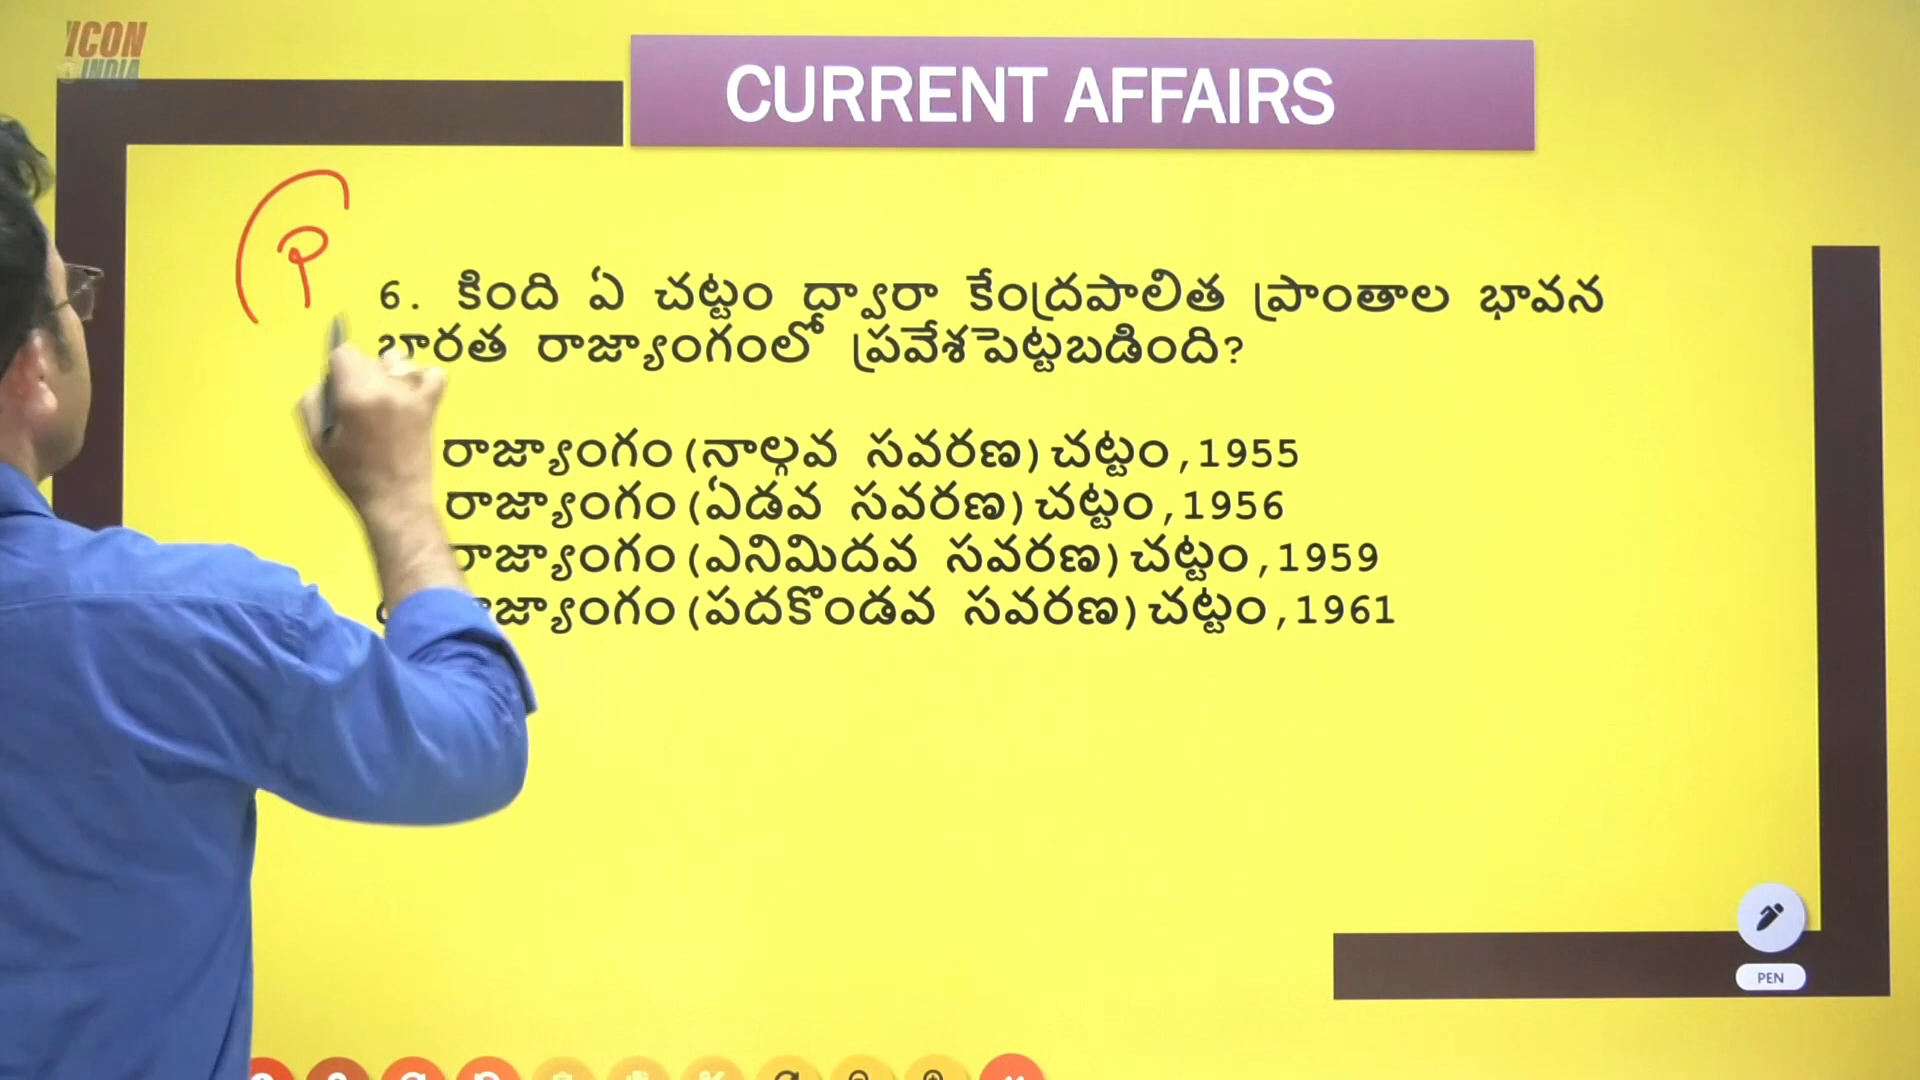 ICON
INDIA
CURRENT AFFAIRS
P
6. కింది ఏ చట్టం ద్వారా కేంద్రపాలిత ప్రాంతాల భావన
భారత రాజ్యాంగంలో ప్రవేశపెట్టబడింది?
రాజ్యాంగం(నాల్గవ సవరణ)చట్టం,1955
రాజ్యాంగం(ఏడవ సవరణ)చట్టం,1956
రాజ్యాంగం(ఎనిమిదవ సవరణ)చట్టం,1959
రాజ్యాంగం(పదకొండవ సవరణ)చట్టం,1961
PEN